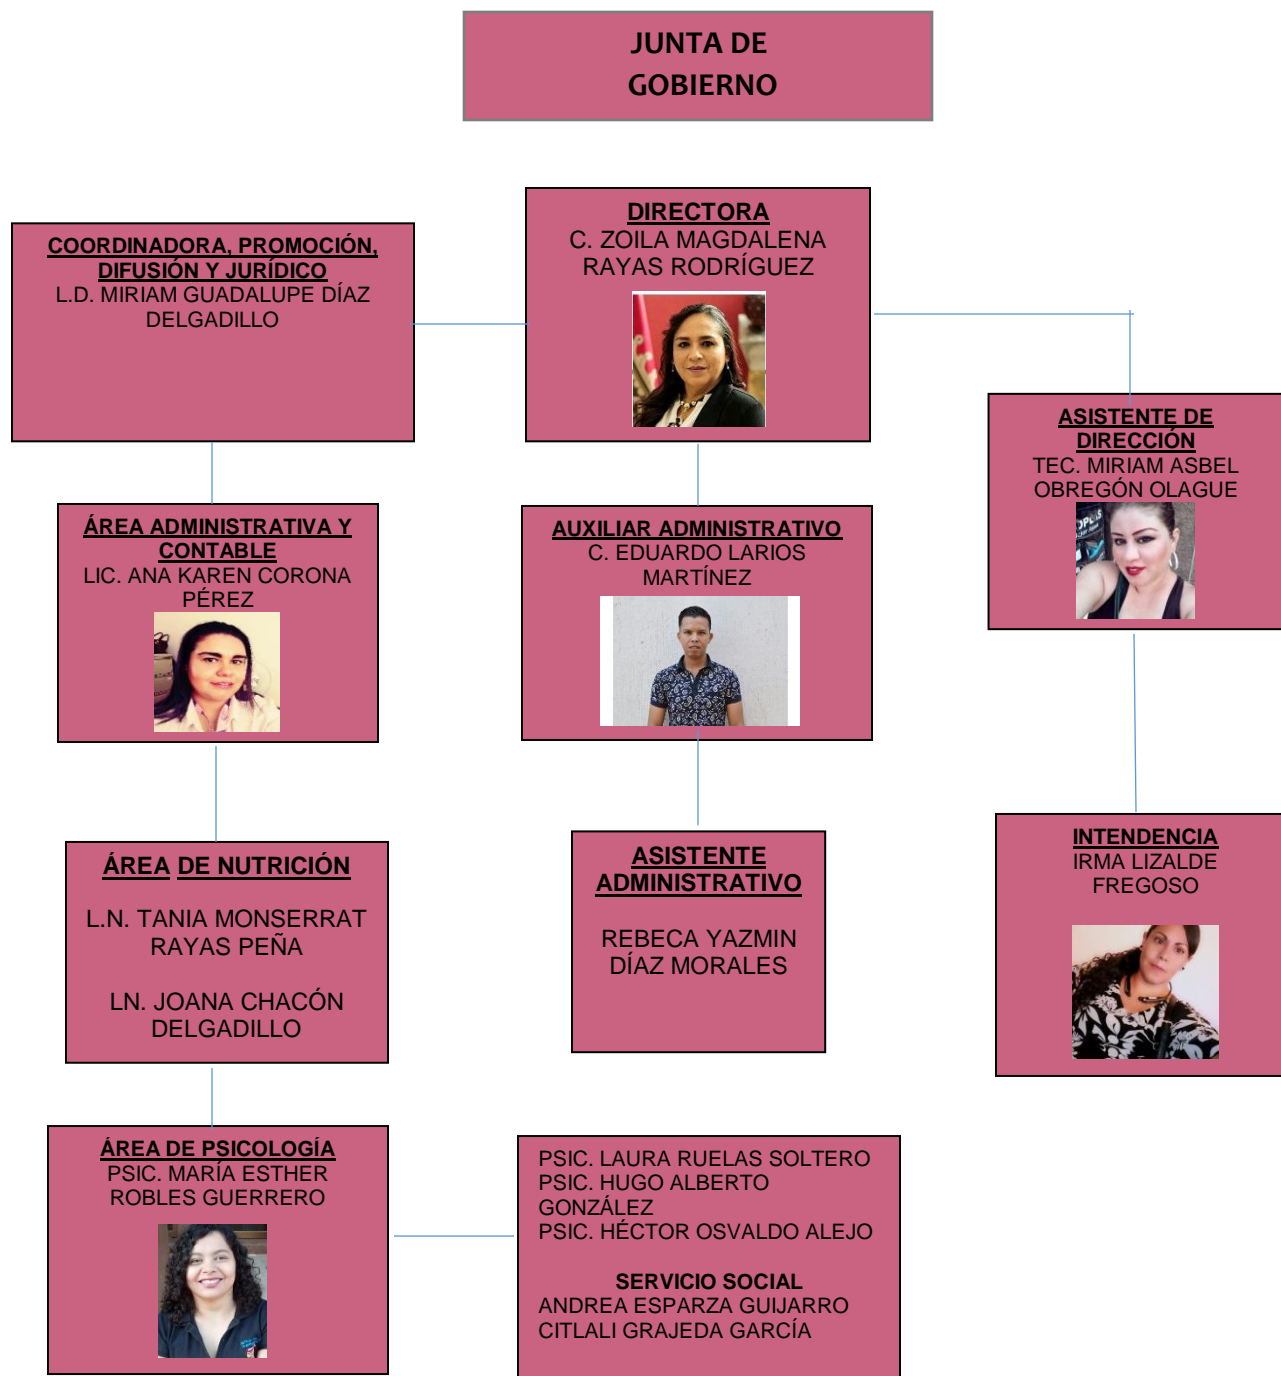 JUNTA DE
GOBIERNO
DIRECTORA
C. ZOILA MAGDALENA
RAYAS RODRÍGUEZ
COORDINADORA, PROMOCIÓN,
DIFUSIÓN Y JURÍDICO
L.D. MIRIAM GUADALUPE DÍAZ
DELGADILLO
ASISTENTE DE
DIRECCIÓN
TEC. MIRIAM ASBEL
OBREGÓN OLAGUE
ÁREA ADMINISTRATIVA Y
CONTABLE
LIC. ANA KAREN CORONA
PÉREZ
AUXILIAR ADMINISTRATIVO
C. EDUARDO LARIOS
MARTÍNEZ
ÁREA DE NUTRICIÓN
L.N. TANIA MONSERRAT
RAYAS PEÑA
LN. JOANA CHACÓN
DELGADILLO
ASISTENTE
ADMINISTRATIVO
REBECA YAZMIN
DÍAZ MORALES
INTENDENCIA
IRMA LIZALDE
FREGOSO
ÁREA DE PSICOLOGÍA
PSIC. MARÍA ESTHER
ROBLES GUERRERO
PSIC. LAURA RUELAS SOLTERO
PSIC. HUGO ALBERTO
GONZÁLEZ
PSIC. HÉCTOR OSVALDO ALEJO
SERVICIO SOCIAL
ANDREA ESPARZA GUIJARRO
CITLALI GRAJEDA GARCÍA